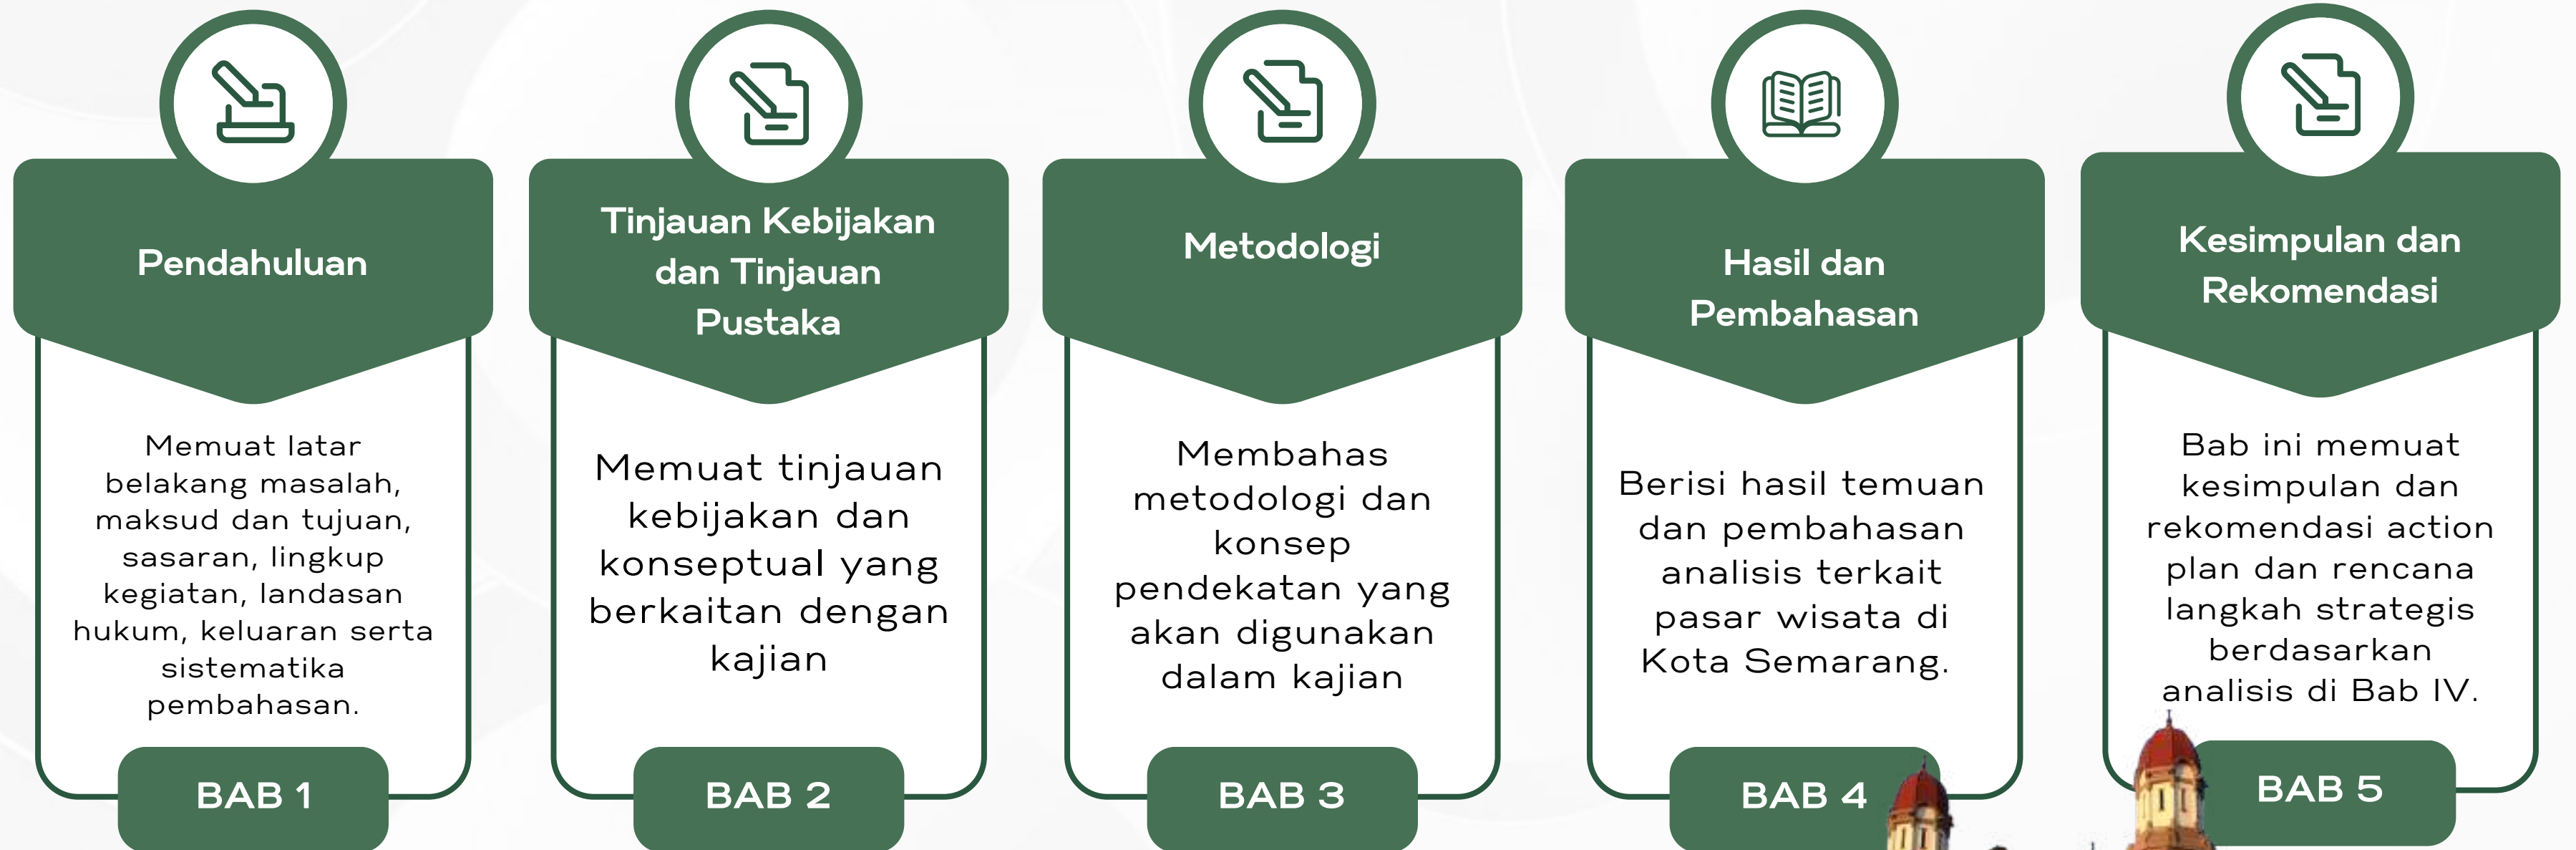 Pendahuluan
Memuat latar
belakang masalah,
maksud dan tujuan,
sasaran, lingkup
kegiatan, landasan
hukum, keluaran serta
sistematika
pembahasan.
BAB 1
Tinjauan Kebijakan
dan Tinjauan
Pustaka
Memuat tinjauan
kebijakan dan
konseptual yang
berkaitan dengan
kajian
BAB 2
Metodologi
Membahas
metodologi dan
konsep
pendekatan yang
akan digunakan
dalam kajian
BAB 3
Hasil dan
Pembahasan
Berisi hasil temuan
dan pembahasan
analisis terkait
pasar wisata di
Kota Semarang.
BAB 4
Kesimpulan dan
Rekomendasi
Bab ini memuat
kesimpulan dan
rekomendasi action
plan dan rencana
langkah strategis
berdasarkan
analisis di Bab IV.
BAB 5